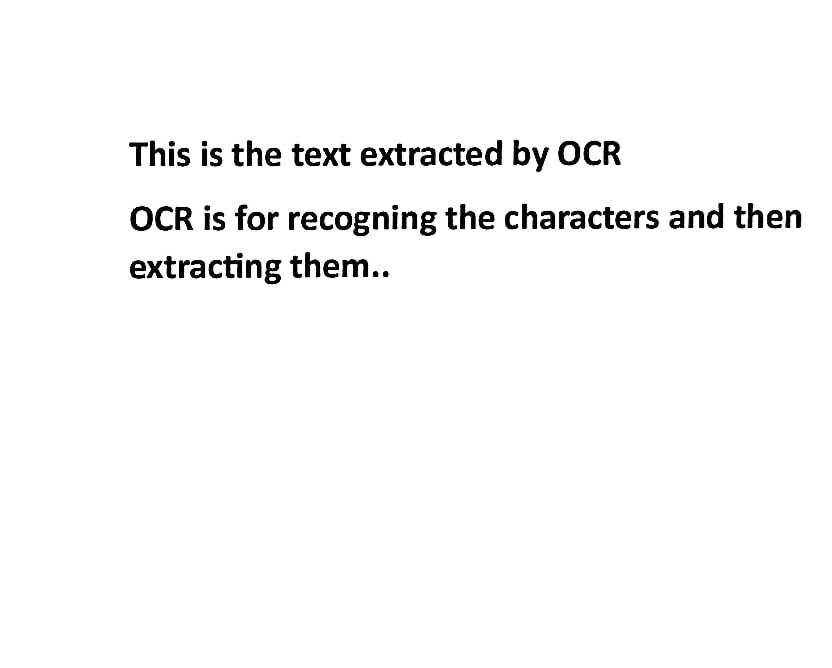 This is the text extracted by OCR
OCR is for recogning the characters and then
extracting them..